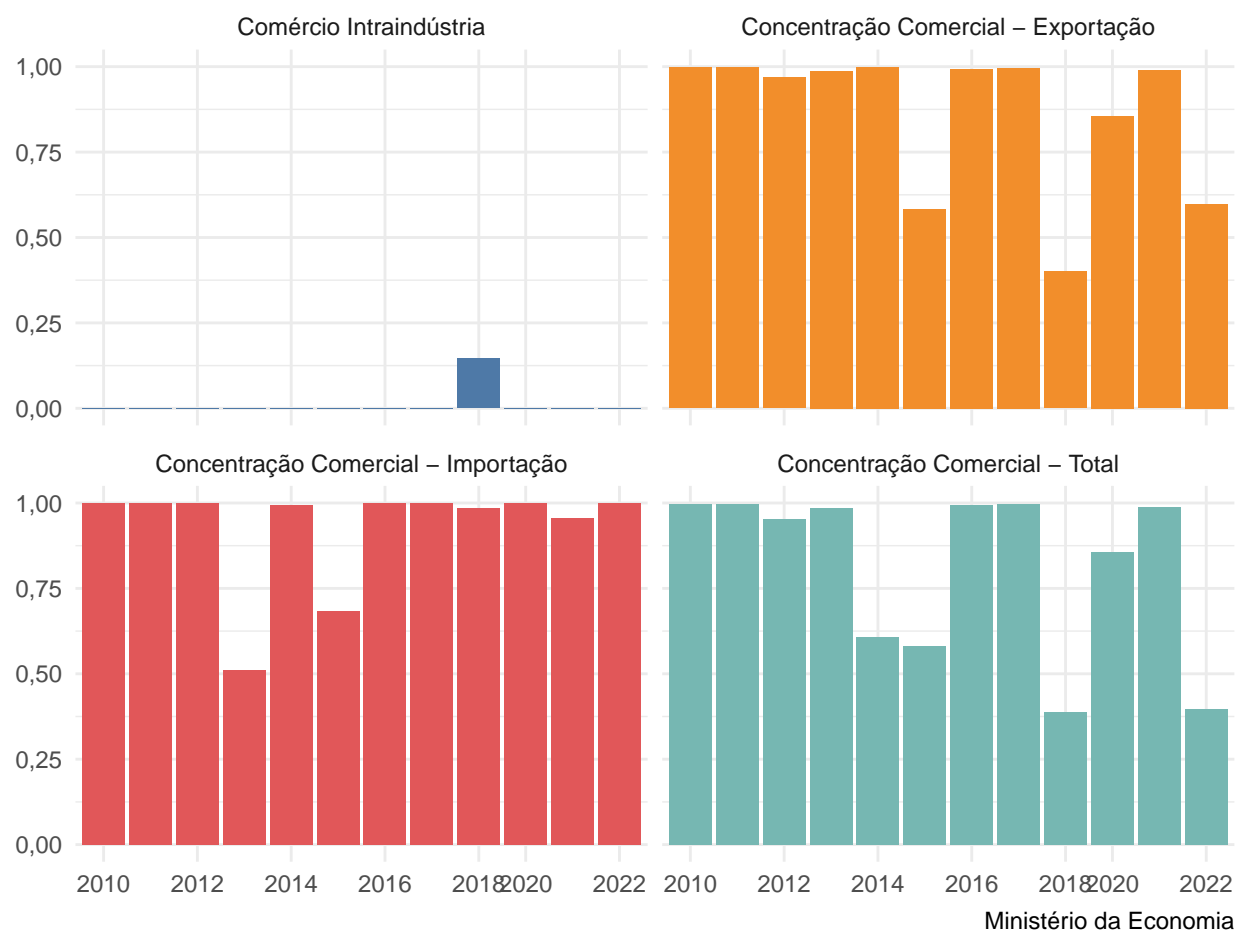 Comércio Intraindústria
Concentração Comercial – Exportação
1,00
0,75
0,50
0,25
0,00
Concentração Comercial – Importação
Concentração Comercial – Total
1,00
0,75
0,50
0,25
0,00
2010 2012 2014 2016 2018 2020 2022
2010 2012 2014 2016 2018 2020 2022
Ministério da Economia